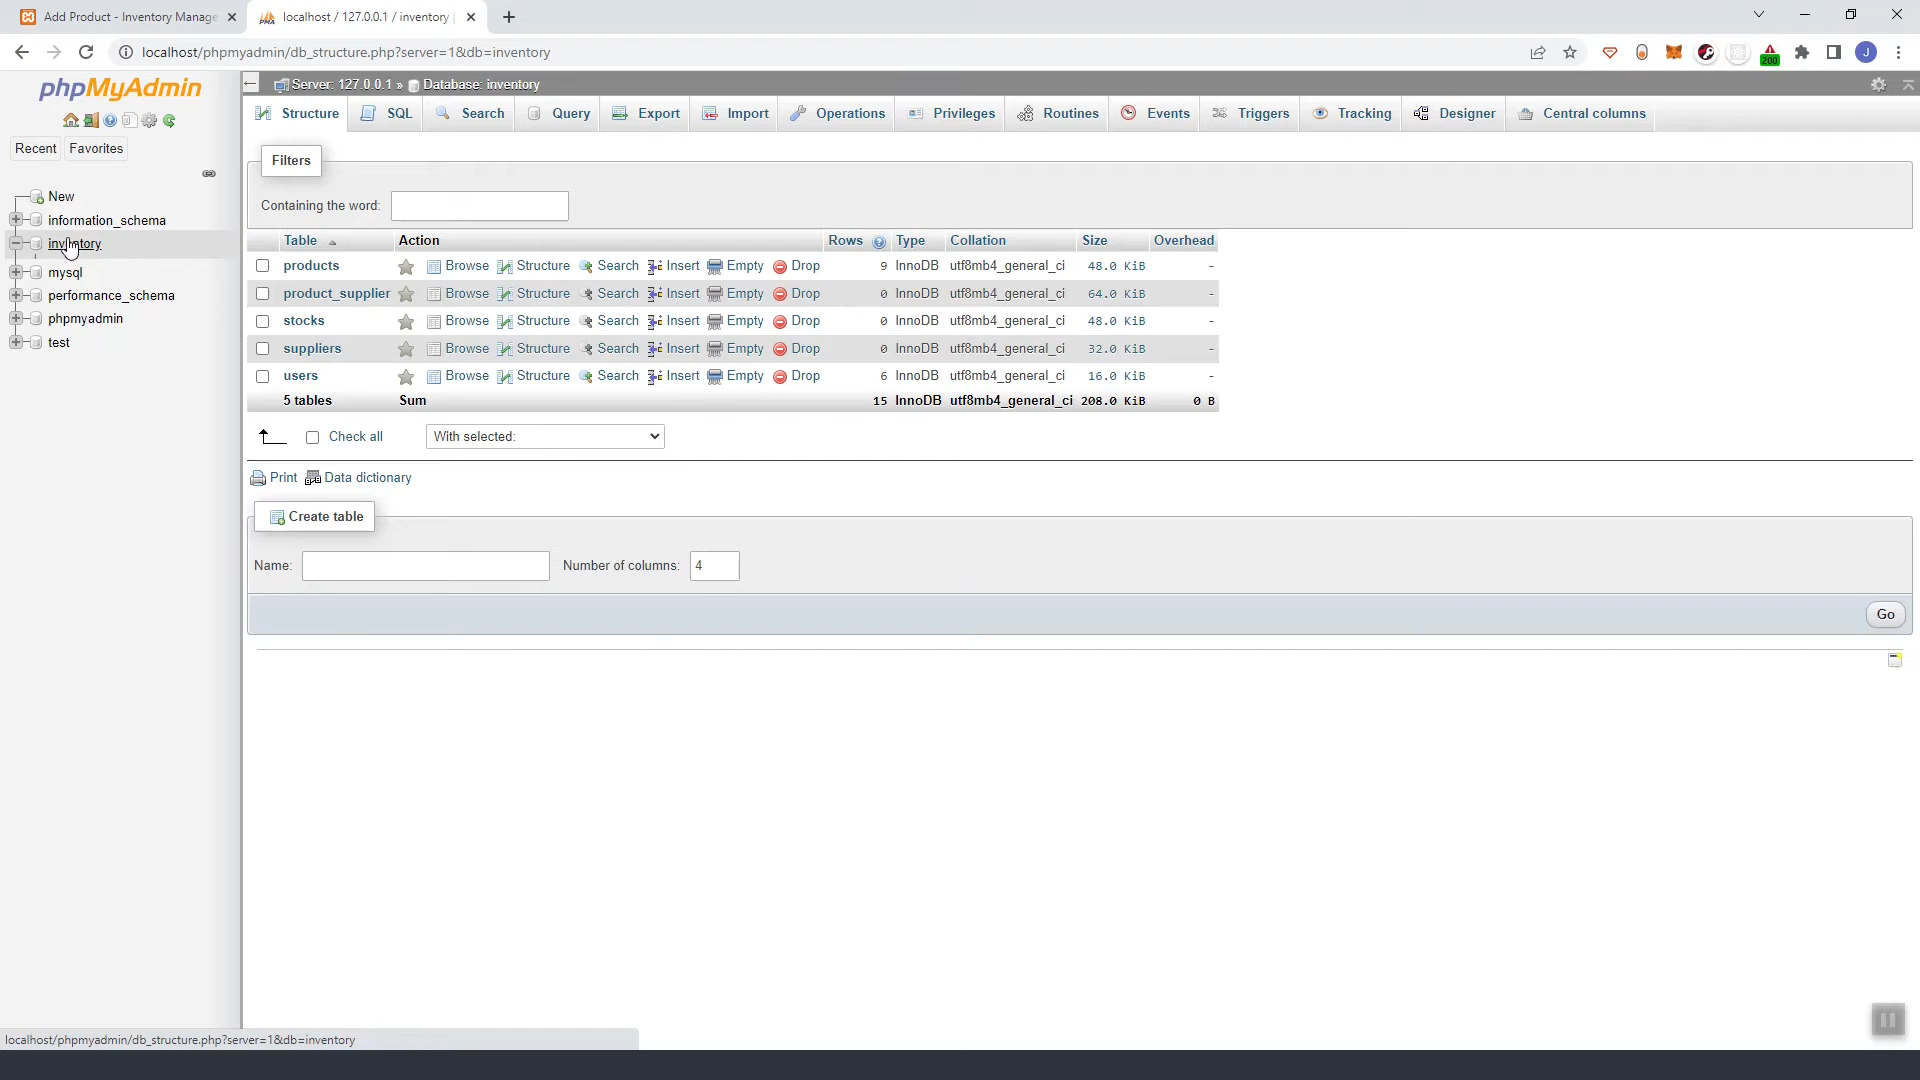 Add Product - Inventory Manage
localhost / 127.0.0.1 / inventory |
localhost/phpmyadmin/db_structure.php?server=1&db=inventory
200
J
phpMyAdmin
Server: 127.0.0.1 » Database: inventory
Structure SQL Search Query Export Import Operations Privileges Routines Events Triggers Tracking Designer Central columns
Recent Favorites
New
information_schema
inventory
mysql
performance_schema
phpmyadmin
test
Filters
Containing the word:
Table Action Rows Type Collation Size Overhead
products Browse Structure Search Insert Empty Drop 9 InnoDB utf8mb4_general_ci 48.0 KiB -
product_supplier Browse Structure Search Insert Empty Drop 0 InnoDB utf8mb4_general_ci 64.0 KiB -
stocks Browse Structure Search Insert Empty Drop 0 InnoDB utf8mb4_general_ci 48.0 KiB -
suppliers Browse Structure Search Insert Empty Drop 0 InnoDB utf8mb4_general_ci 32.0 KiB -
users Browse Structure Search Insert Empty Drop 6 InnoDB utf8mb4_general_ci 16.0 KiB -
5 tables Sum 15 InnoDB utf8mb4_general_ci 208.0 KiB 0 B
Check all With selected:
Print Data dictionary
Create table
Name: Number of columns: 4
Go
localhost/phpmyadmin/db_structure.php?server=1&db=inventory